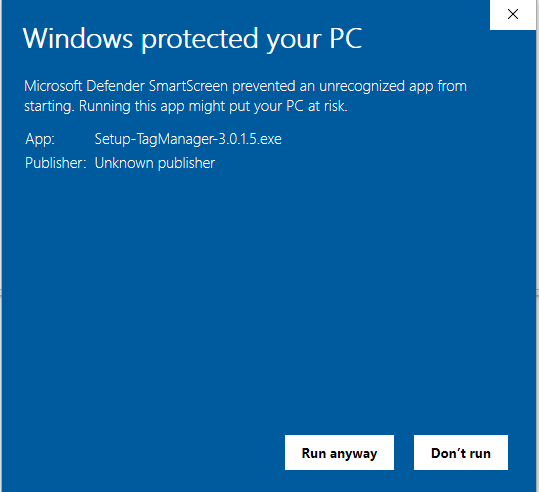 Windows protected your PC
Microsoft Defender SmartScreen prevented an unrecognized app from
starting. Running this app might put your PC at risk.
App: Setup-TagManager-3.0.1.5.exe
Publisher: Unknown publisher
Run anyway Don’t run